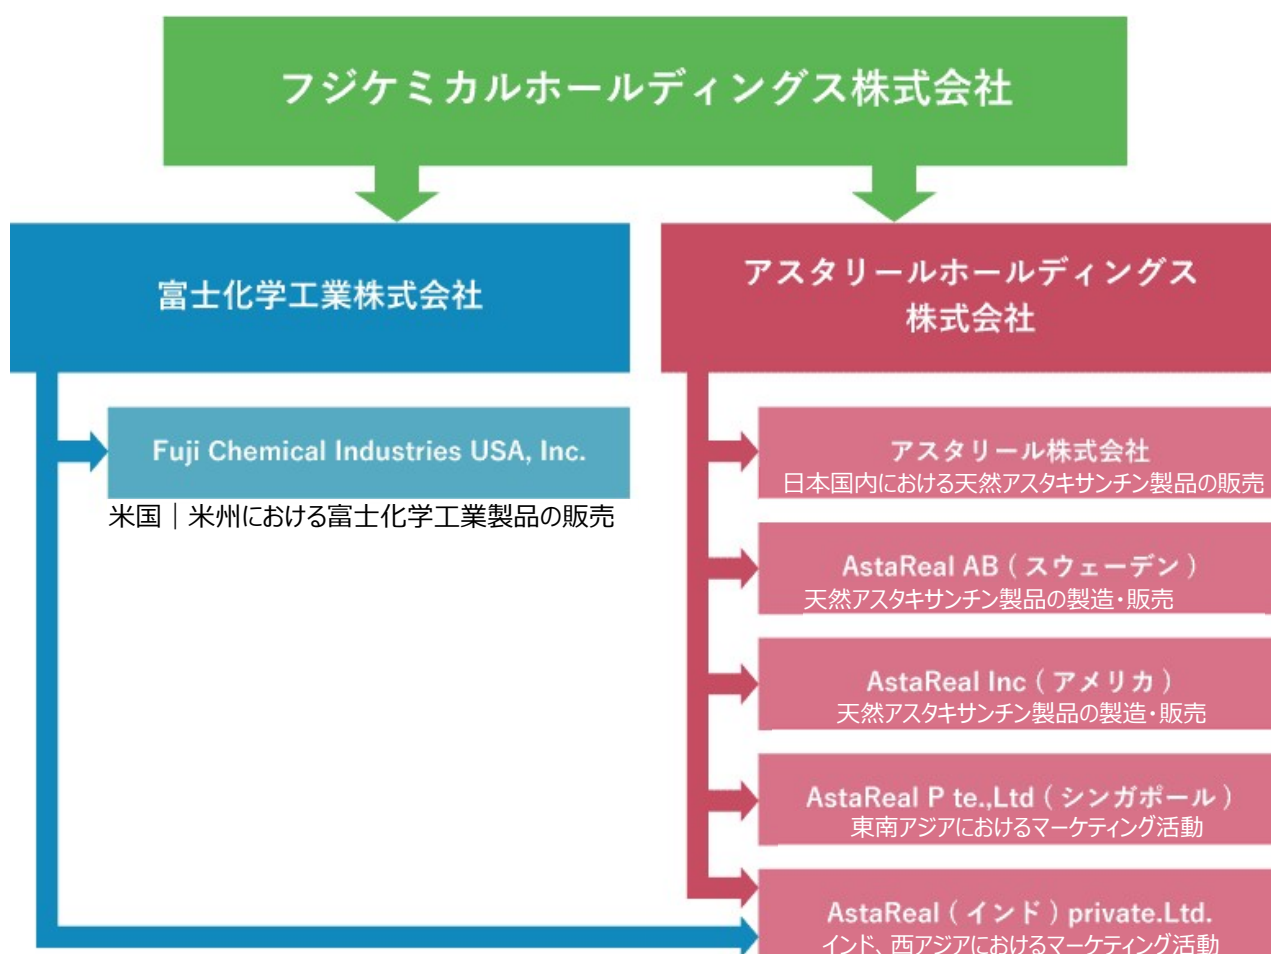 フジケミカルホールディングス株式会社
富士化学工業株式会社
Fuji Chemical Industries USA, Inc.
米国｜米州における富士化学工業製品の販売
アスタリールホールディングス
株式会社
アスタリール株式会社
日本国内における天然アスタキサンチン製品の販売
AstaReal AB ( スウェーデン )
天然アスタキサンチン製品の製造・販売
AstaReal Inc ( アメリカ )
天然アスタキサンチン製品の製造・販売
AstaReal P te.,Ltd ( シンガポール )
東南アジアにおけるマーケティング活動
AstaReal ( インド ) private.Ltd.
インド、西アジアにおけるマーケティング活動